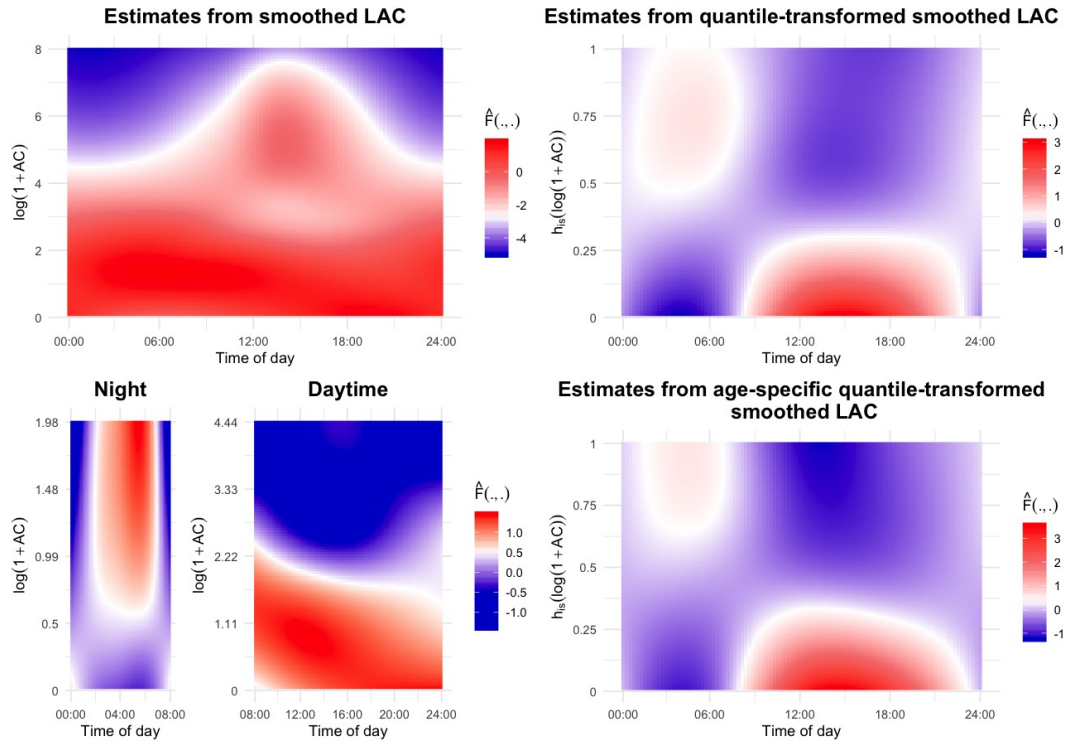 Estimates from smoothed LAC
8
6
4
2
0
log(1+AC)
00:00 06:00 12:00 18:00 24:00
Time of day
F̂(.,.)
0
-2
-4
Estimates from quantile-transformed smoothed LAC
1
0.75
0.5
0.25
0
h_is(log(1+AC))
00:00 06:00 12:00 18:00 24:00
Time of day
F̂(.,.)
3
2
1
0
-1
Night
1.98
1.48
0.99
0.5
0
log(1+AC)
00:00 04:00 08:00
Time of day
Daytime
4.44
3.33
2.22
1.11
0
log(1+AC)
08:00 12:00 16:00 20:00 24:00
Time of day
F̂(.,.)
1.0
0.5
0.0
-0.5
-1.0
Estimates from age-specific quantile-transformed
smoothed LAC
1
0.75
0.5
0.25
0
h_is(log(1+AC))
00:00 06:00 12:00 18:00 24:00
Time of day
F̂(.,.)
3
2
1
0
-1